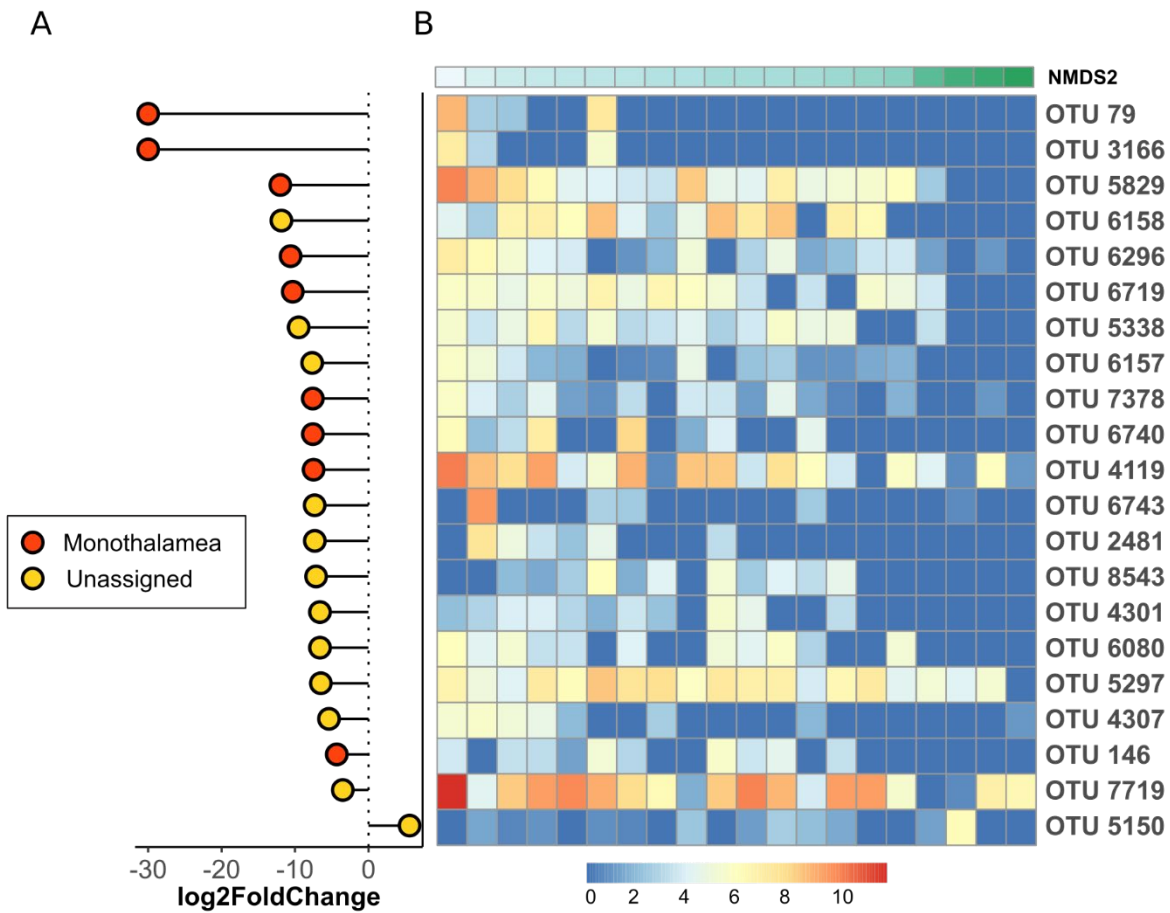 A
B
NMDS2
OTU 79
OTU 3166
OTU 5829
OTU 6158
OTU 6296
OTU 6719
OTU 5338
OTU 6157
OTU 7378
OTU 6740
OTU 4119
OTU 6743
OTU 2481
OTU 8543
OTU 4301
OTU 6080
OTU 5297
OTU 4307
OTU 146
OTU 7719
OTU 5150
Monothalamea
Unassigned
-30 -20 -10 0
log2FoldChange
0 2 4 6 8 10